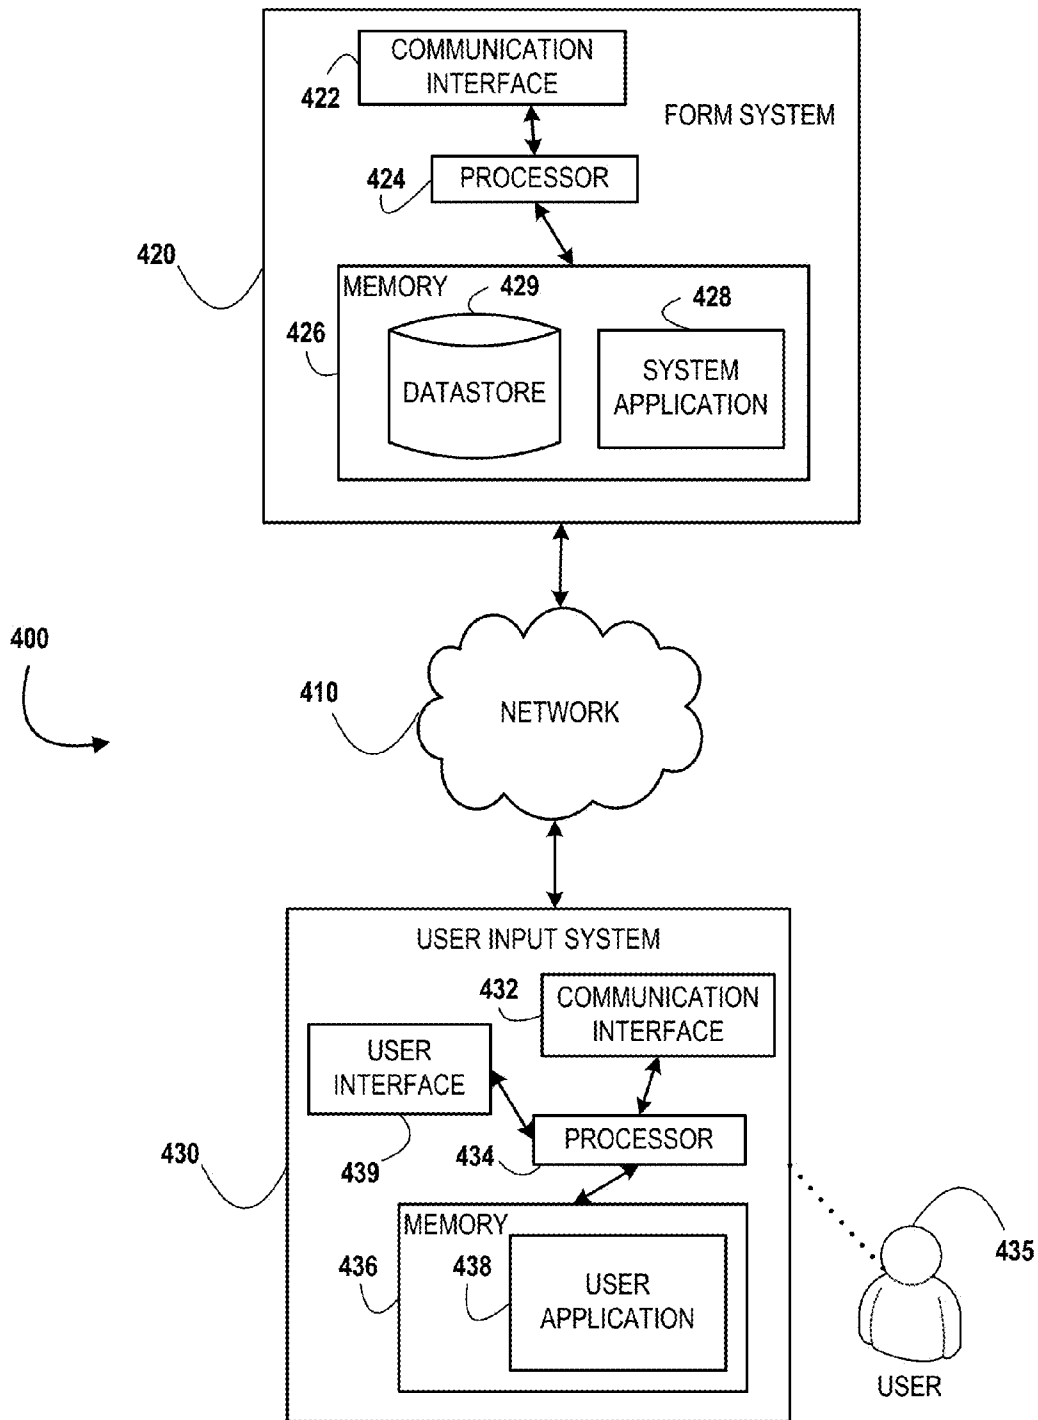 COMMUNICATION
INTERFACE
422
FORM SYSTEM
PROCESSOR
424
420
MEMORY
429
428
426
DATASTORE
SYSTEM
APPLICATION
400
410
NETWORK
USER INPUT SYSTEM
432
COMMUNICATION
INTERFACE
USER
INTERFACE
439
PROCESSOR
434
430
MEMORY
436
438
USER
APPLICATION
435
USER